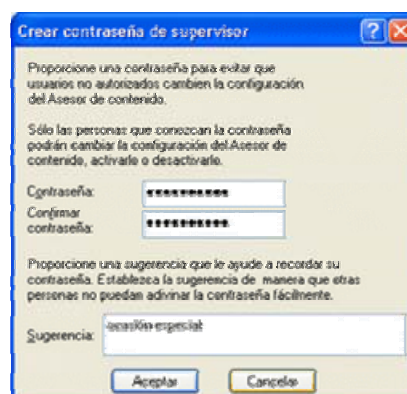 Crear contraseña de supervisor
Proporcione una contraseña para evitar que
usuarios no autorizados cambien la configuración
del Asesor de contenido.
Sólo las personas que conozcan la contraseña
podrán cambiar la configuración del Asesor de
contenido, activarlo o desactivarlo.
Contraseña: **********
Confirmar
contraseña: **********
Proporcione una sugerencia que le ayude a recordar su
contraseña. Establezca la sugerencia de manera que otras
personas no puedan adivinar la contraseña fácilmente.
Sugerencia: ocasión especial
Aceptar Cancelar